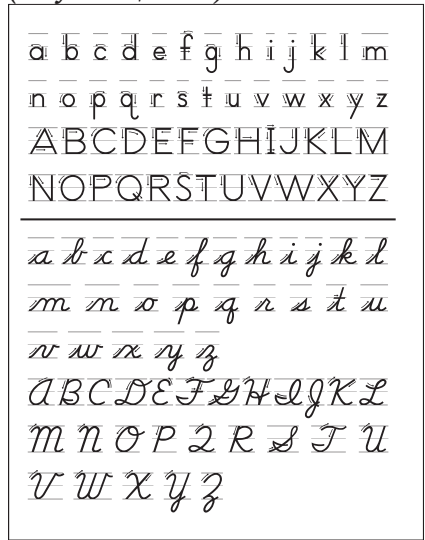 a b c d e f g h i j k l m
n o p q r s t u v w x y z
A B C D E F G H I J K L M
N O P Q R S T U V W X Y Z
a b c d e f g h i j k l
m n o p q r s t u
v w x y z
A B C D E F G H I J K L
M N O P Q R S T U
V W X Y Z